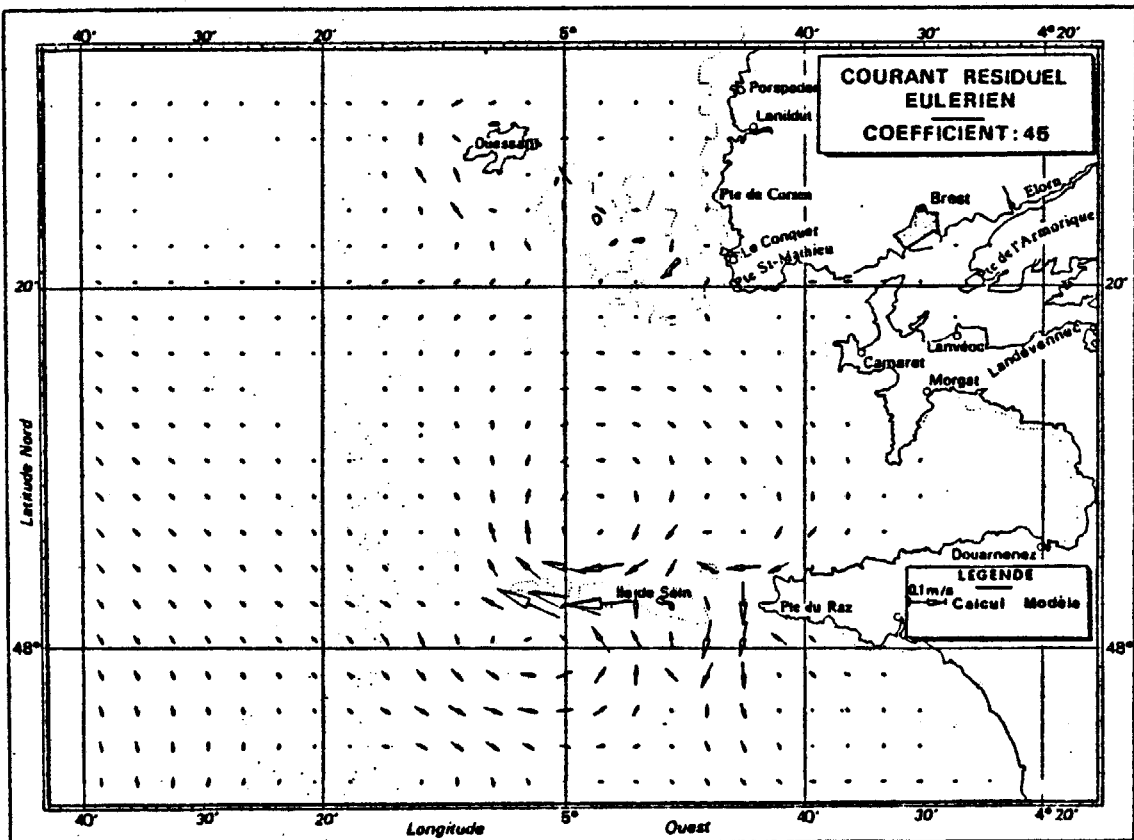 40' 30' 20' 5° 40' 30' 4° 20'
COURANT RESIDUEL
EULERIEN
COEFFICIENT : 45
Porspoder
Lanildut
Ouessant
Pte de Corsen
Brest
Elorn
Pte de l'Armorique
Le Conquet
Pte St-Mathieu
20' 20'
Lanvéoc
Landévennec
Camaret
Morgat
Latitude Nord
Douarnenez
LEGENDE
0.1 m/s
Calcul Modèle
Ile de Sein
Pte du Raz
48° 48°
40' 30' 20' 5° 40' 30' 4° 20'
Longitude Ouest